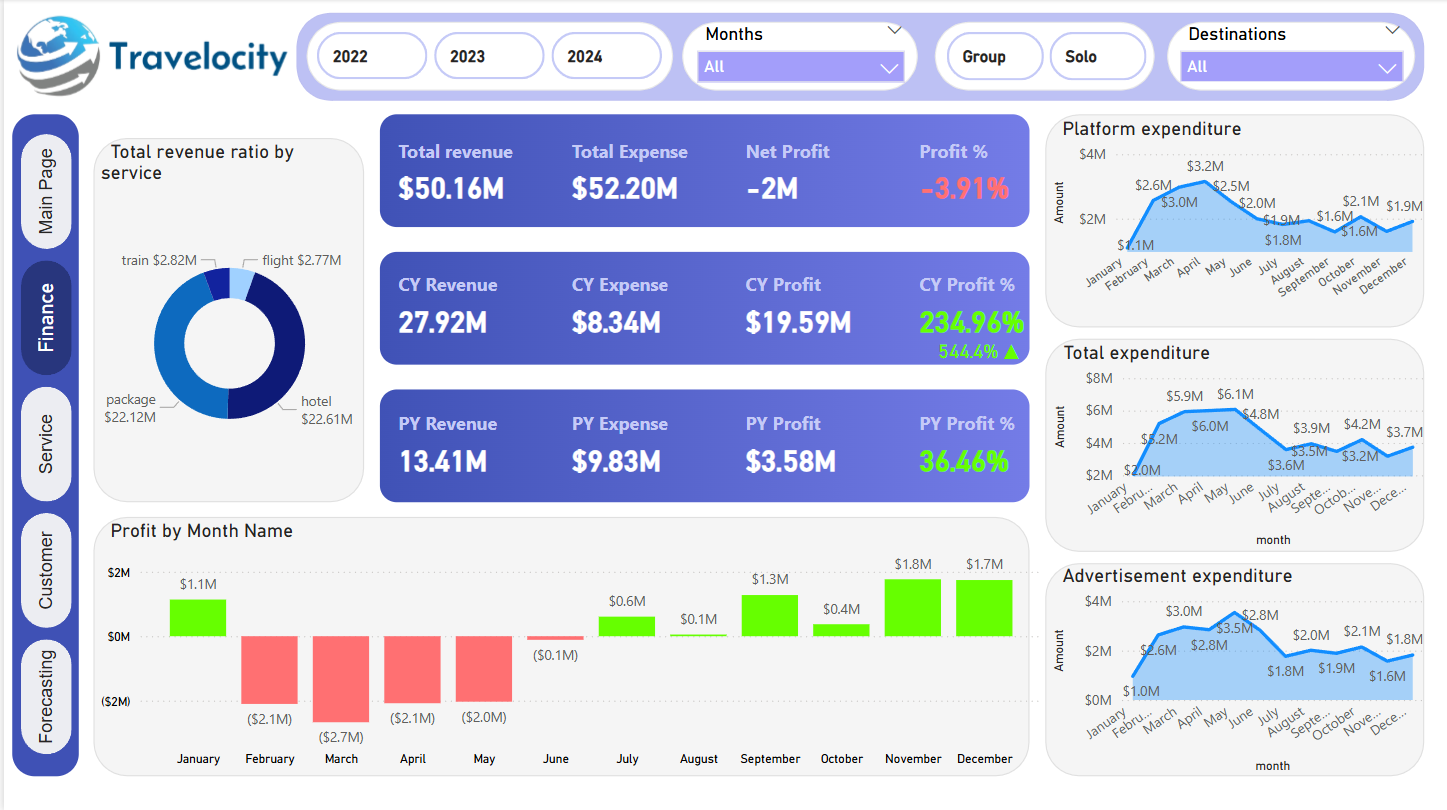 Travelocity
2022
2023
2024
Months
All
Group
Solo
Destinations
All
Main Page
Finance
Service
Customer
Forecasting
Total revenue ratio by
service
train $2.82M
flight $2.77M
package
$22.12M
hotel
$22.61M
Total revenue
Total Expense
Net Profit
Profit %
$50.16M
$52.20M
-2M
-3.91%
CY Revenue
CY Expense
CY Profit
CY Profit %
27.92M
$8.34M
$19.59M
234.96%
544.4% ▲
PY Revenue
PY Expense
PY Profit
PY Profit %
13.41M
$9.83M
$3.58M
36.46%
Profit by Month Name
$2M
$0M
($2M)
$1.1M
($2.1M)
($2.7M)
($2.1M)
($2.0M)
($0.1M)
$0.6M
$0.1M
$1.3M
$0.4M
$1.8M
$1.7M
January
February
March
April
May
June
July
August
September
October
November
December
Platform expenditure
Amount
$4M
$2M
$1.1M
$2.6M
$3.0M
$3.2M
$2.5M
$2.0M
$1.9M
$1.8M
$1.6M
$2.1M
$1.6M
$1.9M
January
February
March
April
May
June
July
August
September
October
November
December
Total expenditure
Amount
$8M
$6M
$4M
$2M
$2.0M
$5.2M
$5.9M
$6.0M
$6.1M
$4.8M
$3.6M
$3.9M
$3.5M
$4.2M
$3.2M
$3.7M
January
Febru...
March
April
May
June
July
August
Septe...
Octob...
Nove...
Dece...
month
Advertisement expenditure
Amount
$4M
$2M
$0M
$1.0M
$2.6M
$3.0M
$2.8M
$3.5M
$2.8M
$1.8M
$2.0M
$1.9M
$2.1M
$1.6M
$1.8M
January
Febru...
March
April
May
June
July
August
Septe...
October
Nove...
Dece...
month